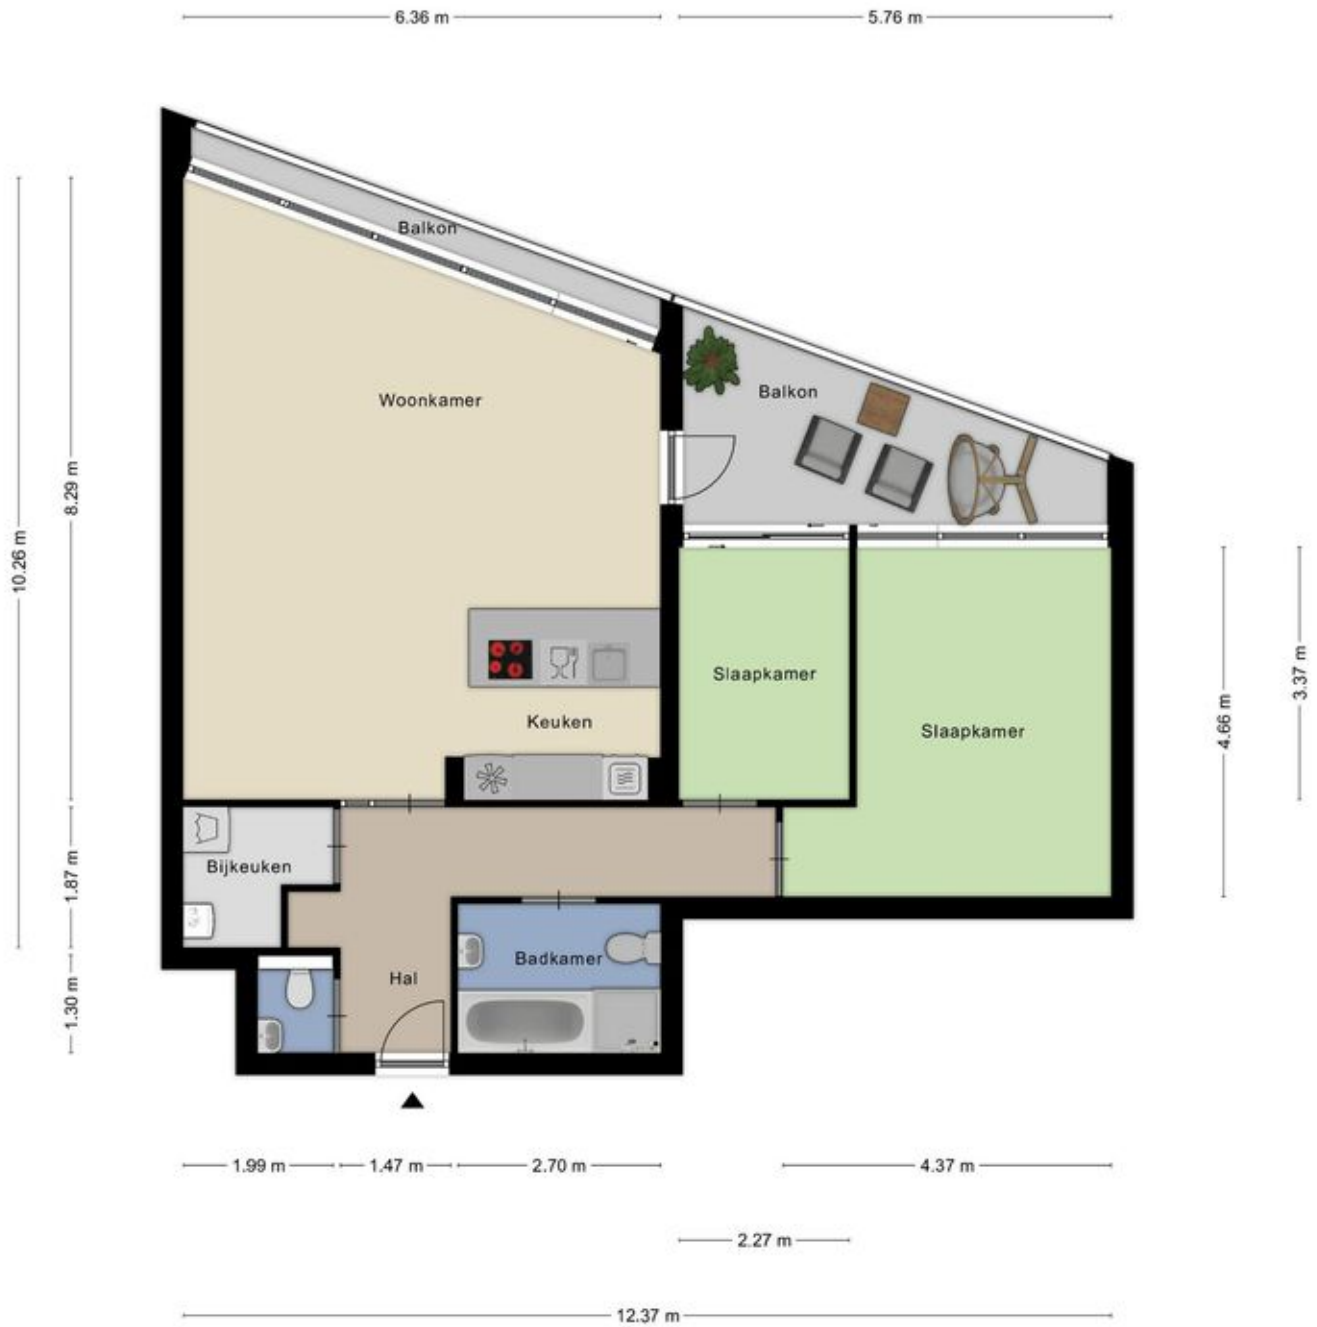 6.36 m
5.76 m
Balkon
Balkon
Woonkamer
8.29 m
10.26 m
Slaapkamer
3.37 m
4.66 m
Keuken
Slaapkamer
Bijkeuken
1.87 m
Badkamer
Hal
1.30 m
1.99 m
1.47 m
2.70 m
4.37 m
2.27 m
12.37 m